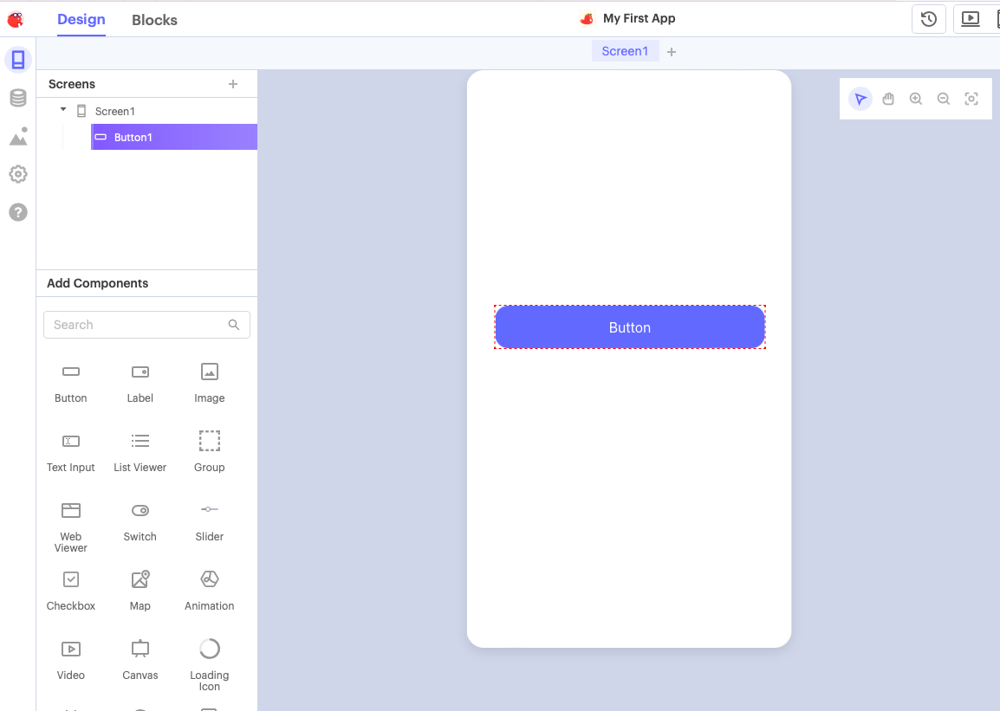 Design Blocks My First App
Screen1 +
Screens +
Screen1
Button1
Add Components
Search
Button
Button Label Image
Text Input List Viewer Group
Web Viewer Switch Slider
Checkbox Map Animation
Video Canvas Loading Icon